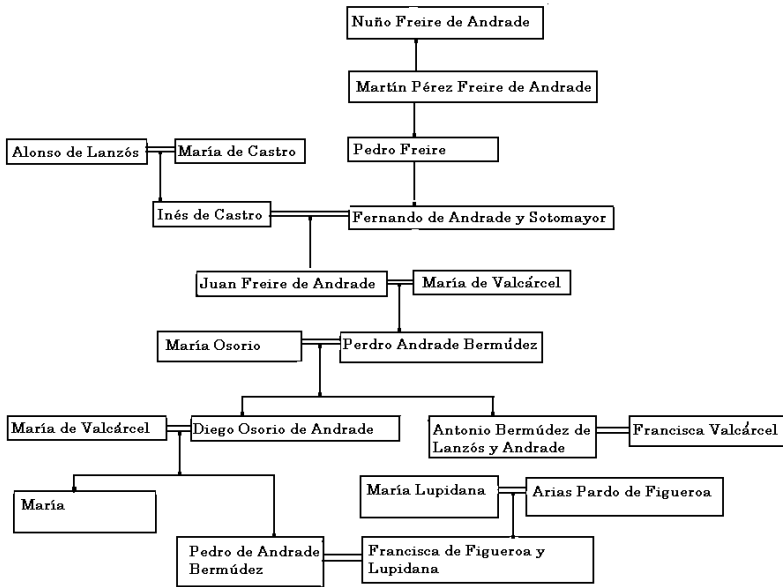 Nuño Freire de Andrade
Martín Pérez Freire de Andrade
Alonso de Lanzós
María de Castro
Pedro Freire
Inés de Castro
Fernando de Andrade y Sotomayor
Juan Freire de Andrade
María de Valcárcel
María Osorio
Perdro Andrade Bermúdez
María de Valcárcel
Diego Osorio de Andrade
Antonio Bermúdez de
Lanzós y Andrade
Francisca Valcárcel
María
María Lupidana
Arias Pardo de Figueroa
Pedro de Andrade
Bermúdez
Francisca de Figueroa y
Lupidana